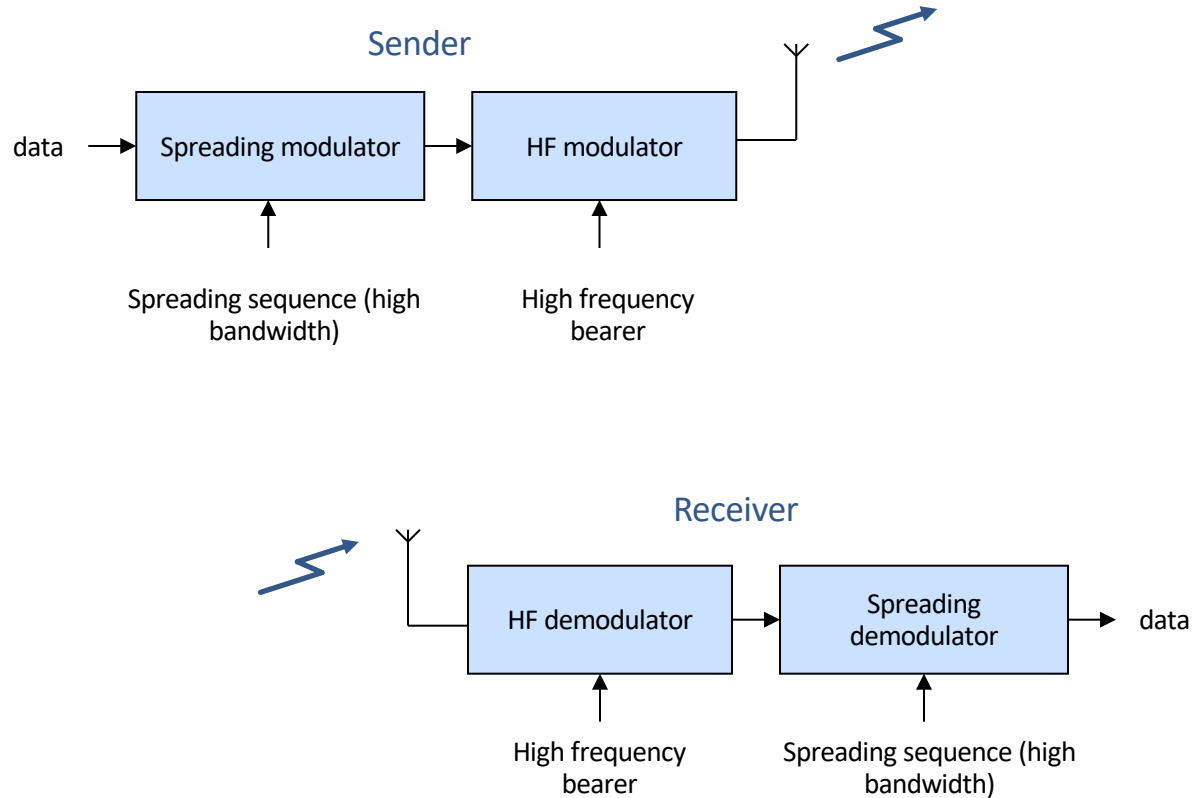 Sender
data
Spreading modulator
HF modulator
Spreading sequence (high
bandwidth)
High frequency
bearer
Receiver
HF demodulator
Spreading
demodulator
data
High frequency
bearer
Spreading sequence (high
bandwidth)